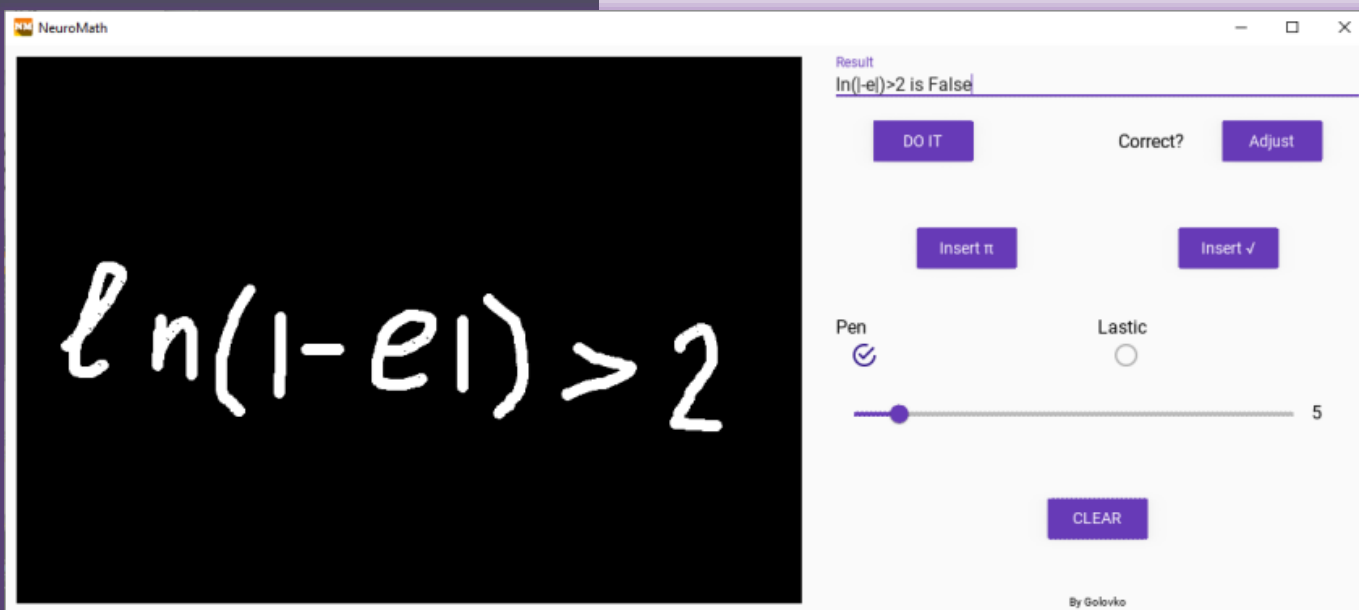 NeuroMath
Result
ln(|-e|)>2 is False
DO IT
Correct?
Adjust
Insert π
Insert √
ln(|-e|)>2
Pen
Lastic
5
CLEAR
By Golovko